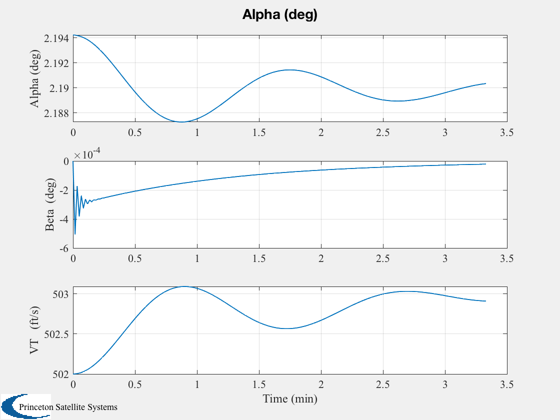 Alpha (deg)
2.194
2.192
2.19
2.188
Alpha (deg)
0 0.5 1 1.5 2 2.5 3 3.5
×10⁻⁴
0
-2
-4
-6
Beta (deg)
0 0.5 1 1.5 2 2.5 3 3.5
503
502.5
502
VT (ft/s)
0 0.5 1 1.5 2 2.5 3 3.5
Time (min)
Princeton Satellite Systems